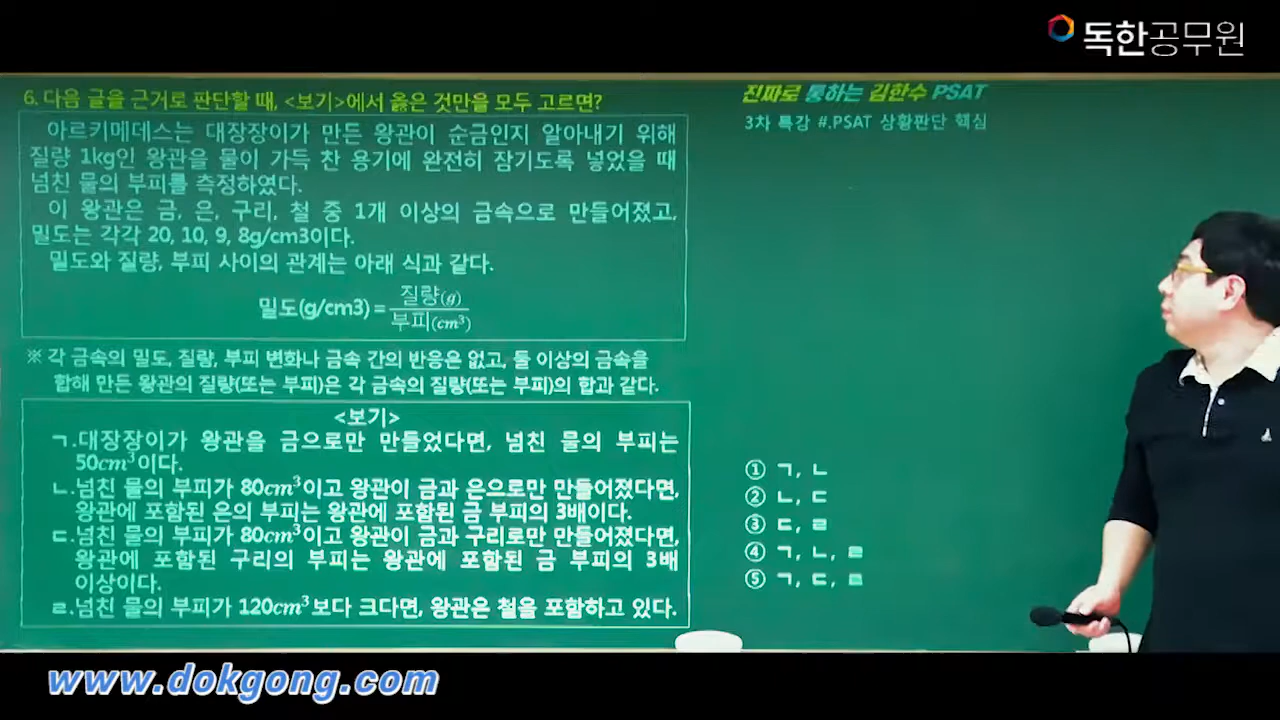 독한공무원
6. 다음 글을 근거로 판단할 때, <보기>에서 옳은 것만을 모두 고르면?
아르키메데스는 대장장이가 만든 왕관이 순금인지 알아내기 위해
질량 1kg인 왕관을 물이 가득 찬 용기에 완전히 잠기도록 넣었을 때
넘친 물의 부피를 측정하였다.
이 왕관은 금, 은, 구리, 철 중 1개 이상의 금속으로 만들어졌고,
밀도는 각각 20, 10, 9, 8g/cm3이다.
밀도와 질량, 부피 사이의 관계는 아래 식과 같다.
밀도(g/cm3) = 질량(g) / 부피(cm³)
※ 각 금속의 밀도, 질량, 부피 변화나 금속 간의 반응은 없고, 둘 이상의 금속을
합해 만든 왕관의 질량(또는 부피)은 각 금속의 질량(또는 부피)의 합과 같다.
<보기>
ㄱ.대장장이가 왕관을 금으로만 만들었다면, 넘친 물의 부피는
50cm³이다.
ㄴ.넘친 물의 부피가 80cm³이고 왕관이 금과 은으로만 만들어졌다면,
왕관에 포함된 은의 부피는 왕관에 포함된 금 부피의 3배이다.
ㄷ.넘친 물의 부피가 80cm³이고 왕관이 금과 구리로만 만들어졌다면,
왕관에 포함된 구리의 부피는 왕관에 포함된 금 부피의 3배
이상이다.
ㄹ.넘친 물의 부피가 120cm³보다 크다면, 왕관은 철을 포함하고 있다.
진짜로 통하는 김한수 PSAT
3차 특강 #.PSAT 상황판단 핵심
① ㄱ, ㄴ
② ㄴ, ㄷ
③ ㄷ, ㄹ
④ ㄱ, ㄴ, ㄹ
⑤ ㄱ, ㄷ, ㄹ
www.dokgong.com